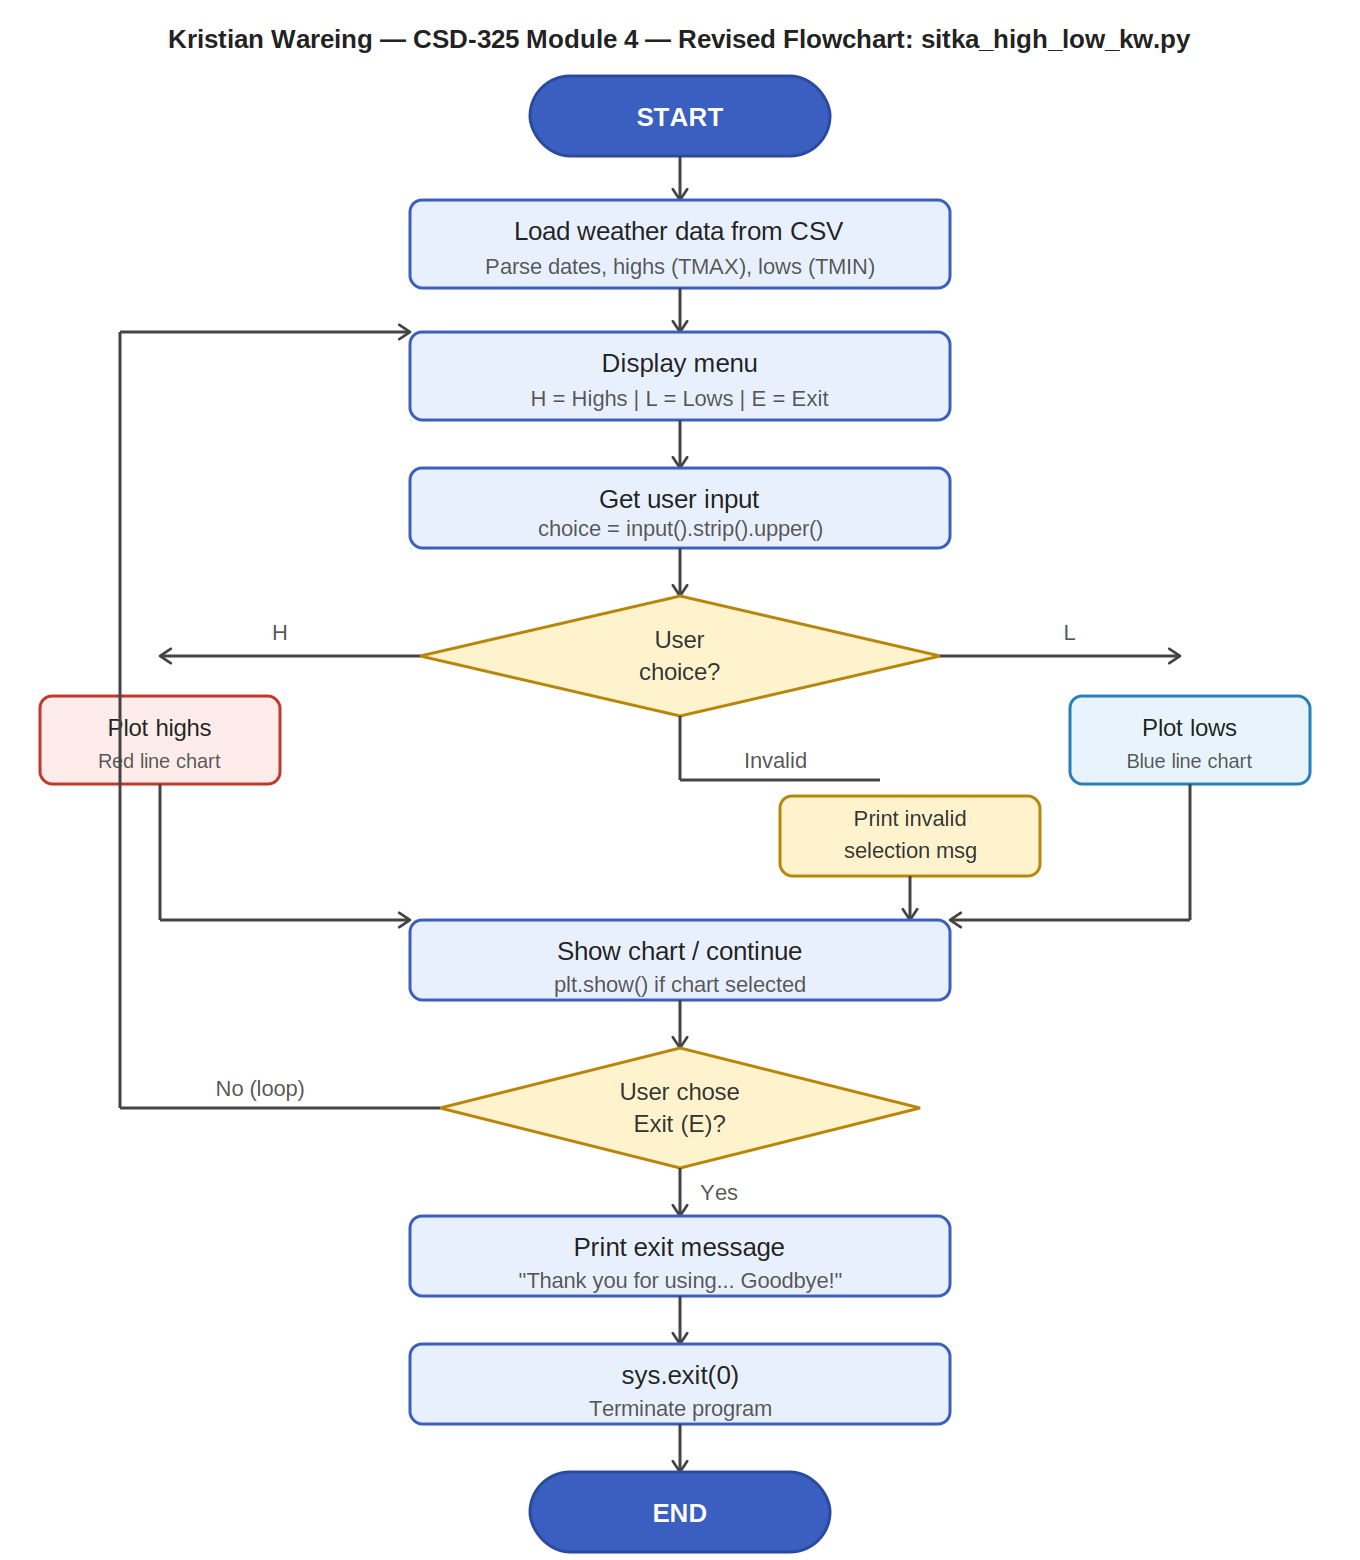 Kristian Wareing — CSD-325 Module 4 — Revised Flowchart: sitka_high_low_kw.py
START
Load weather data from CSV
Parse dates, highs (TMAX), lows (TMIN)
Display menu
H = Highs | L = Lows | E = Exit
Get user input
choice = input().strip().upper()
H
User
choice?
L
Plot highs
Red line chart
Invalid
Plot lows
Blue line chart
Print invalid
selection msg
Show chart / continue
plt.show() if chart selected
No (loop)
User chose
Exit (E)?
Yes
Print exit message
"Thank you for using... Goodbye!"
sys.exit(0)
Terminate program
END